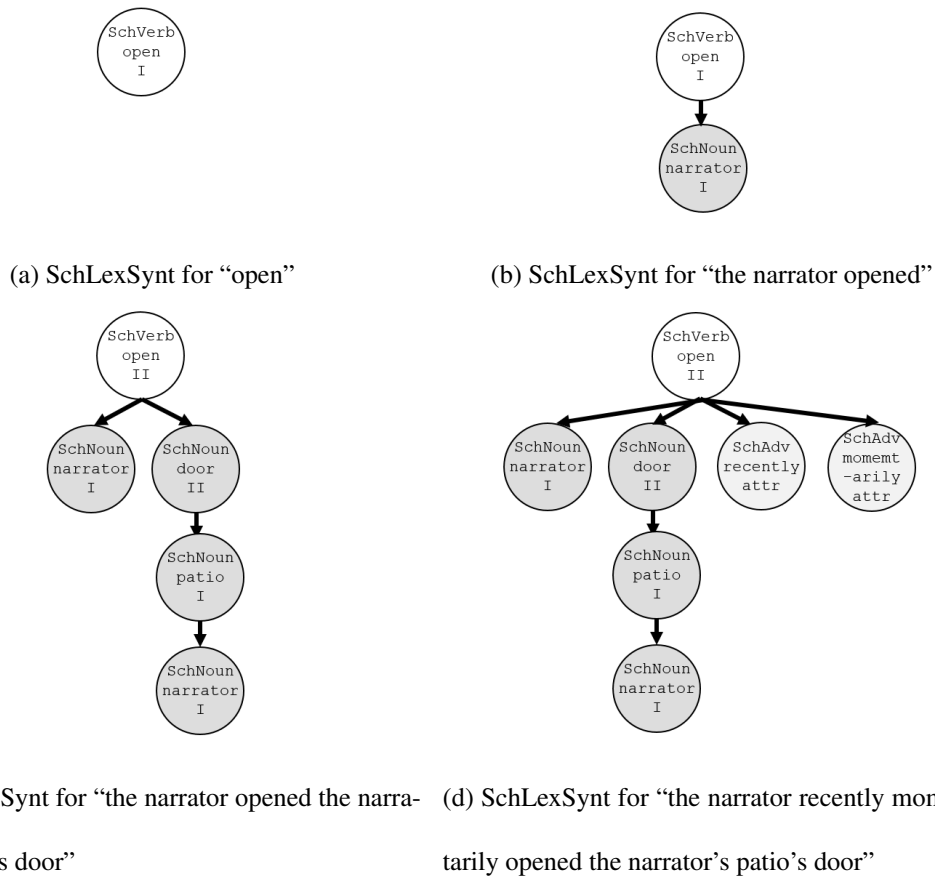 SchVerb
open
I
SchVerb
open
I
SchNoun
narrator
I
(a) SchLexSynt for “open”
(b) SchLexSynt for “the narrator opened”
SchVerb
open
II
SchNoun
narrator
I
SchNoun
door
II
SchNoun
patio
I
SchNoun
narrator
I
SchVerb
open
II
SchNoun
narrator
I
SchNoun
door
II
SchAdv
recently
attr
SchAdv
momemt
-arily
attr
SchNoun
patio
I
SchNoun
narrator
I
Synt for “the narrator opened the narra-
s door”
(d) SchLexSynt for “the narrator recently mom
tarily opened the narrator’s patio’s door”